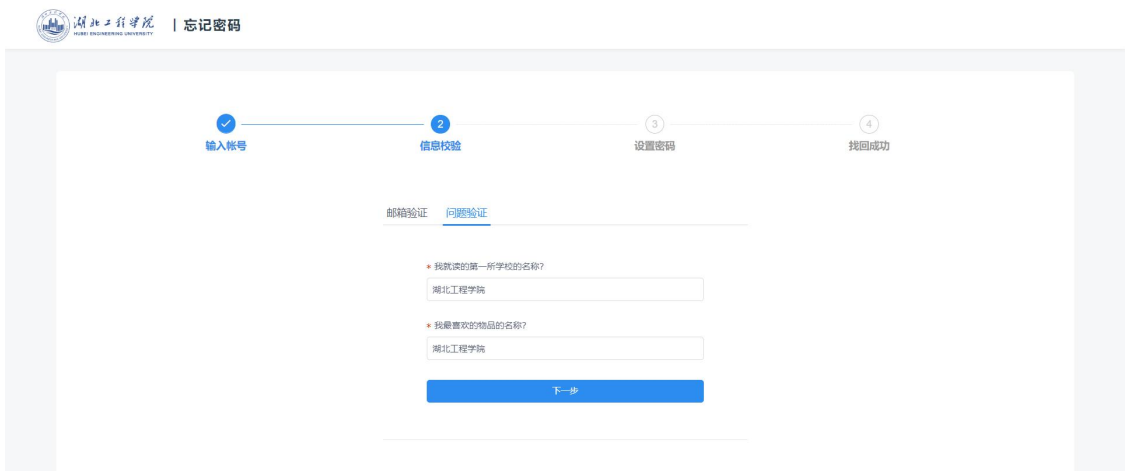 湖北工程学院 | 忘记密码
HUBEI ENGINEERING UNIVERSITY
2 3 4
输入帐号 信息校验 设置密码 找回成功
邮箱验证 问题验证
* 我就读的第一所学校的名称?
湖北工程学院
* 我最喜欢的物品的名称?
湖北工程学院
下一步